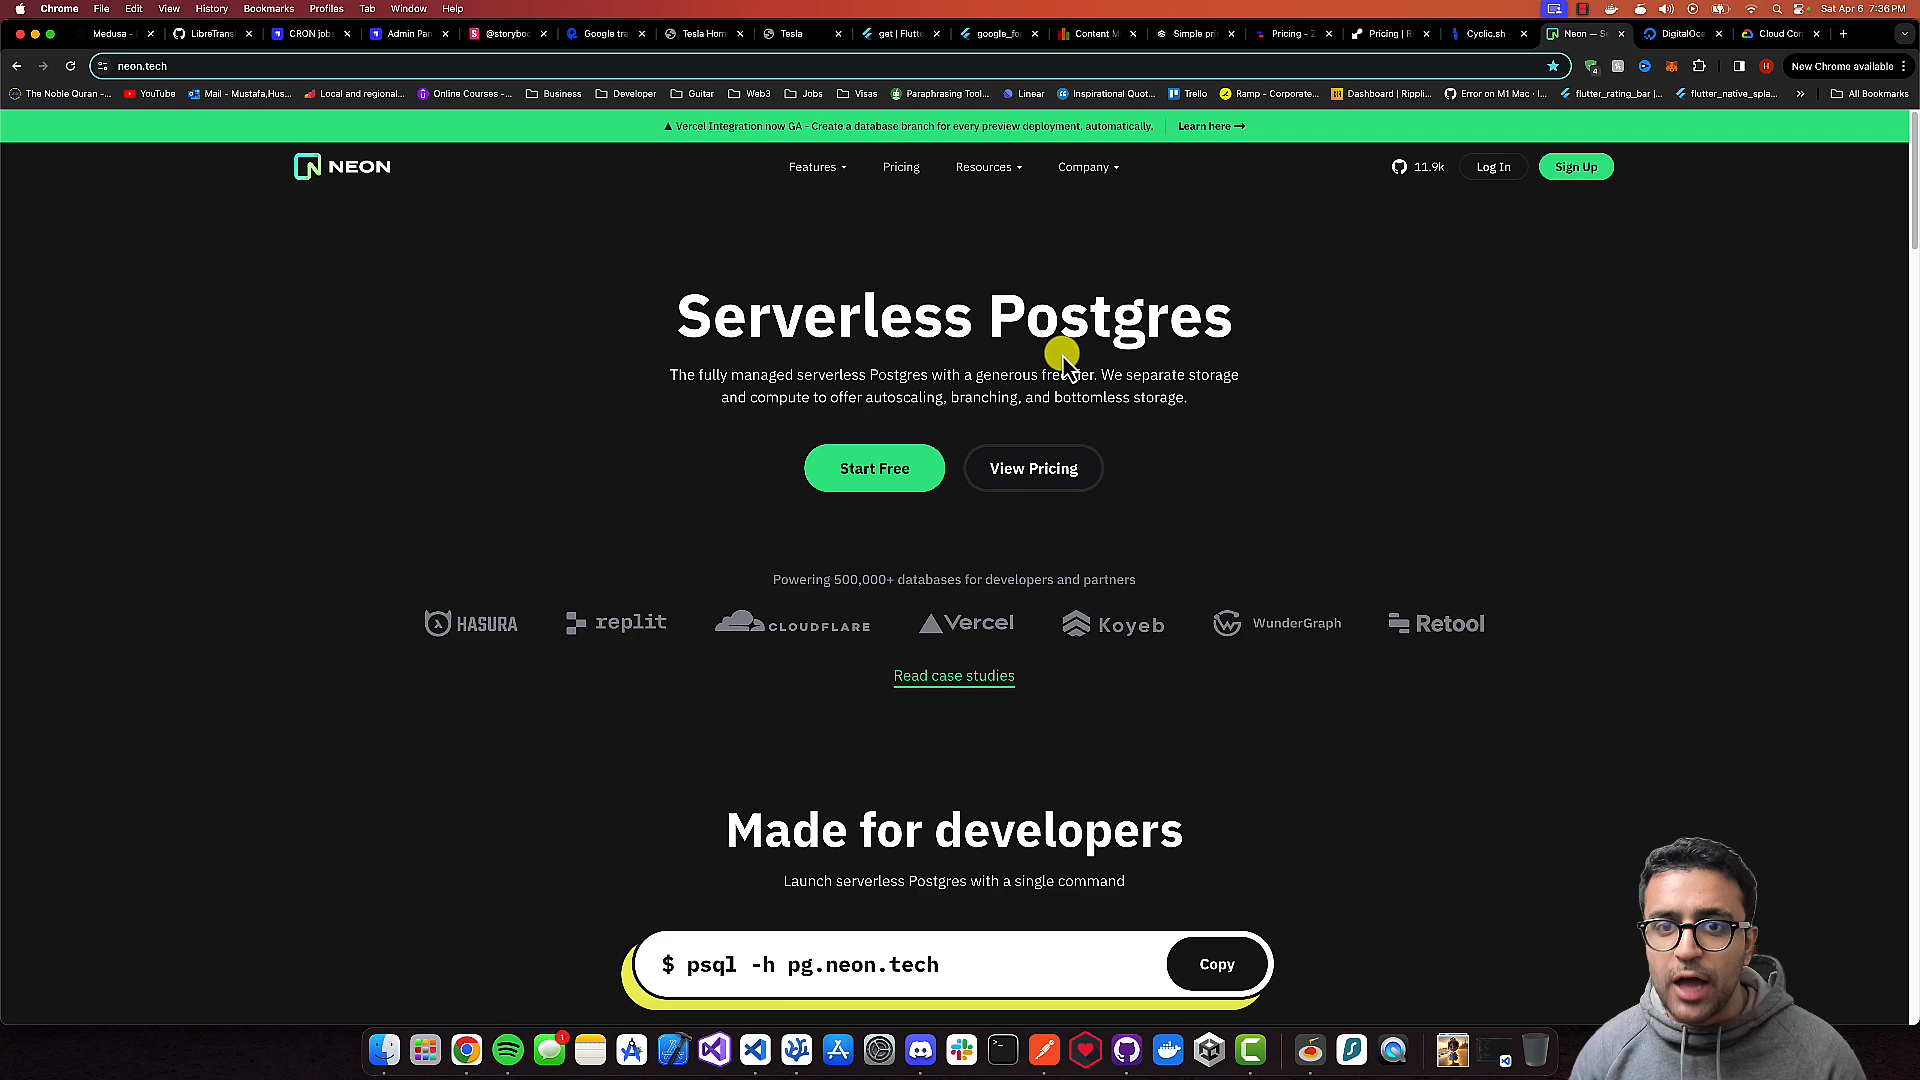 Chrome File Edit View History Bookmarks Profiles Tab Window Help
Sat Apr 6 7:36 PM
Medusa -
LibreTransl
CRON jobs
Admin Pan
@storyboo
Google tra
Tesla Hom
Tesla
get | Flutte
google_fo
Content M
Simple pri
Pricing - Z
Pricing | R
Cyclic.sh -
Neon — Se
DigitalOce
Cloud Con
neon.tech
New Chrome available
The Noble Quran -...
YouTube
Mail - Mustafa,Hus...
Local and regional...
Online Courses -...
Business
Developer
Guitar
Web3
Jobs
Visas
Paraphrasing Tool...
Linear
Inspirational Quot...
Trello
Ramp - Corporate...
Dashboard | Rippli...
Error on M1 Mac · I...
flutter_rating_bar |...
flutter_native_spla...
»
All Bookmarks
▲ Vercel Integration now GA - Create a database branch for every preview deployment, automatically. Learn here →
NEON
Features
Pricing
Resources
Company
11.9k
Log In
Sign Up
Serverless Postgres
The fully managed serverless Postgres with a generous free tier. We separate storage
and compute to offer autoscaling, branching, and bottomless storage.
Start Free
View Pricing
Powering 500,000+ databases for developers and partners
HASURA
replit
CLOUDFLARE
Vercel
Koyeb
WunderGraph
Retool
Read case studies
Made for developers
Launch serverless Postgres with a single command
$ psql -h pg.neon.tech
Copy
1